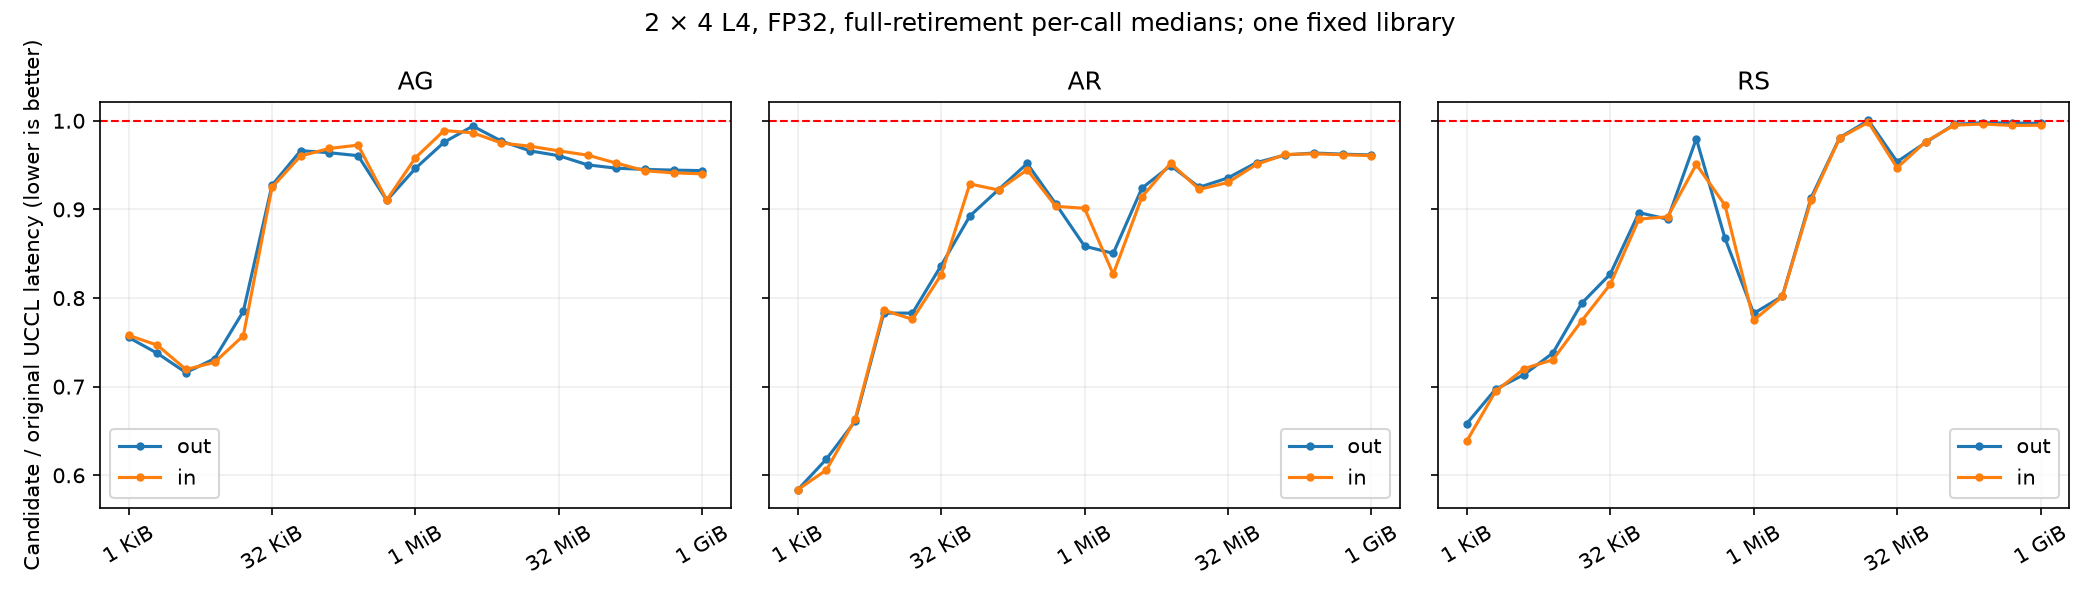 2 × 4 L4, FP32, full-retirement per-call medians; one fixed library
Candidate / original UCCL latency (lower is better)
AG
1.0
0.9
0.8
0.7
0.6
out
in
1 KiB
32 KiB
1 MiB
32 MiB
1 GiB
AR
out
in
1 KiB
32 KiB
1 MiB
32 MiB
1 GiB
RS
out
in
1 KiB
32 KiB
1 MiB
32 MiB
1 GiB